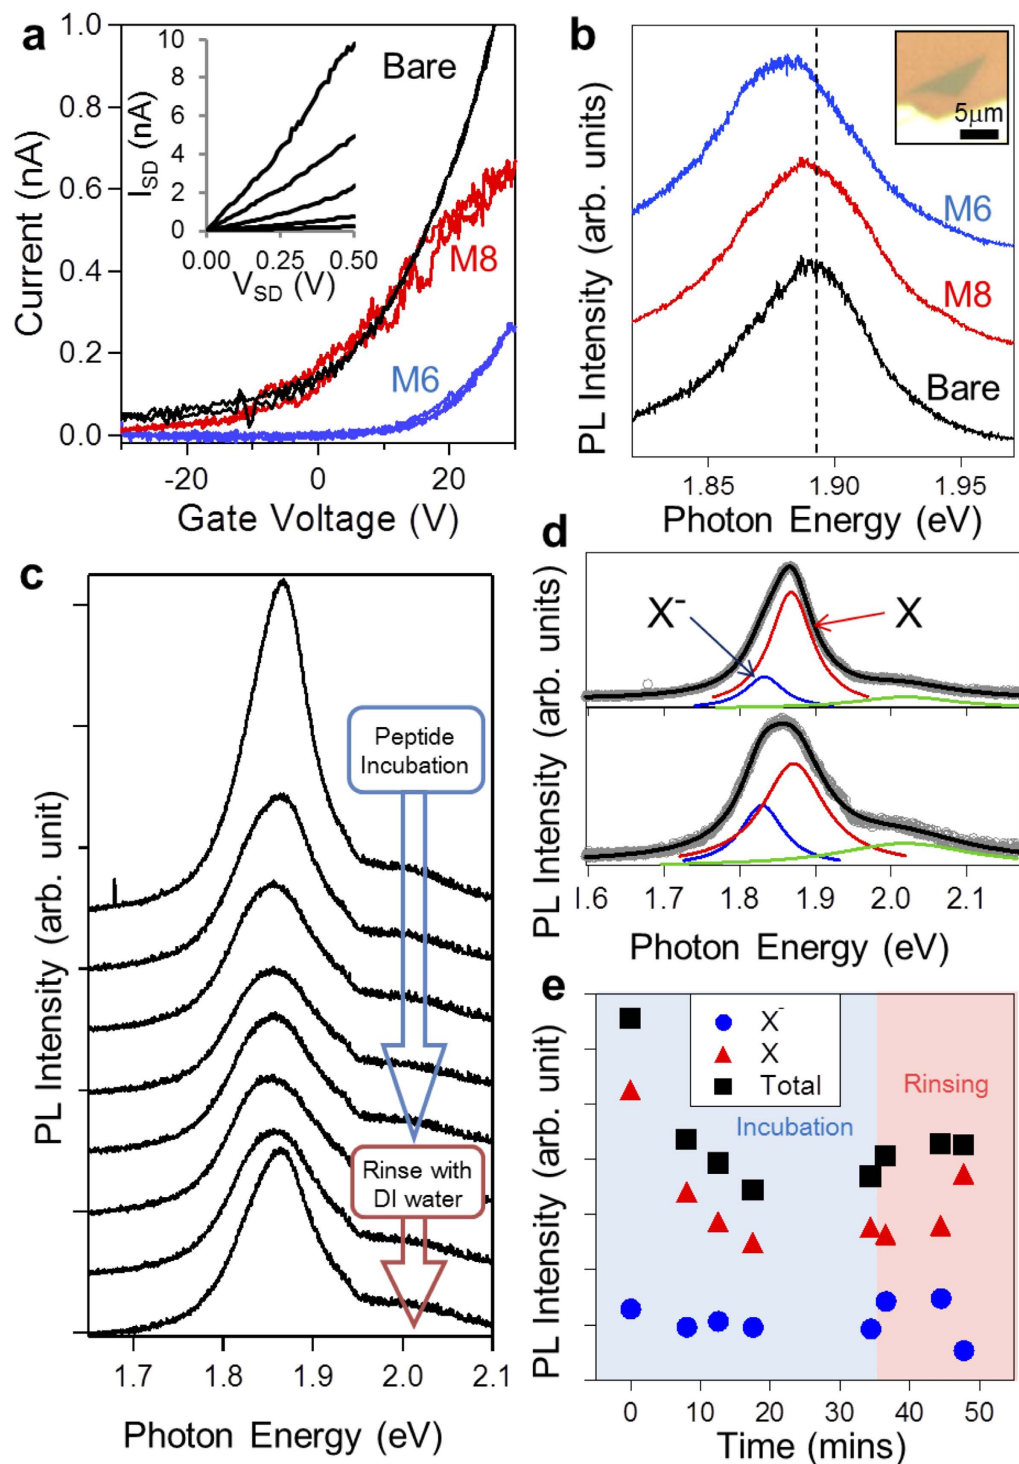 a
Current (nA)
1.0
0.8
0.6
0.4
0.2
0.0
-20
0
20
Gate Voltage (V)
Bare
M8
M6
I_SD (nA)
10
8
6
4
2
0
0.00
0.25
0.50
V_SD (V)
b
PL Intensity (arb. units)
M6
M8
Bare
5μm
1.85
1.90
1.95
Photon Energy (eV)
c
PL Intensity (arb. unit)
Peptide
Incubation
Rinse with
DI water
1.7
1.8
1.9
2.0
2.1
Photon Energy (eV)
d
PL Intensity (arb. units)
X⁻
X
1.6
1.7
1.8
1.9
2.0
2.1
Photon Energy (eV)
e
PL Intensity (arb. unit)
X⁻
X
Total
Incubation
Rinsing
0
10
20
30
40
50
Time (mins)